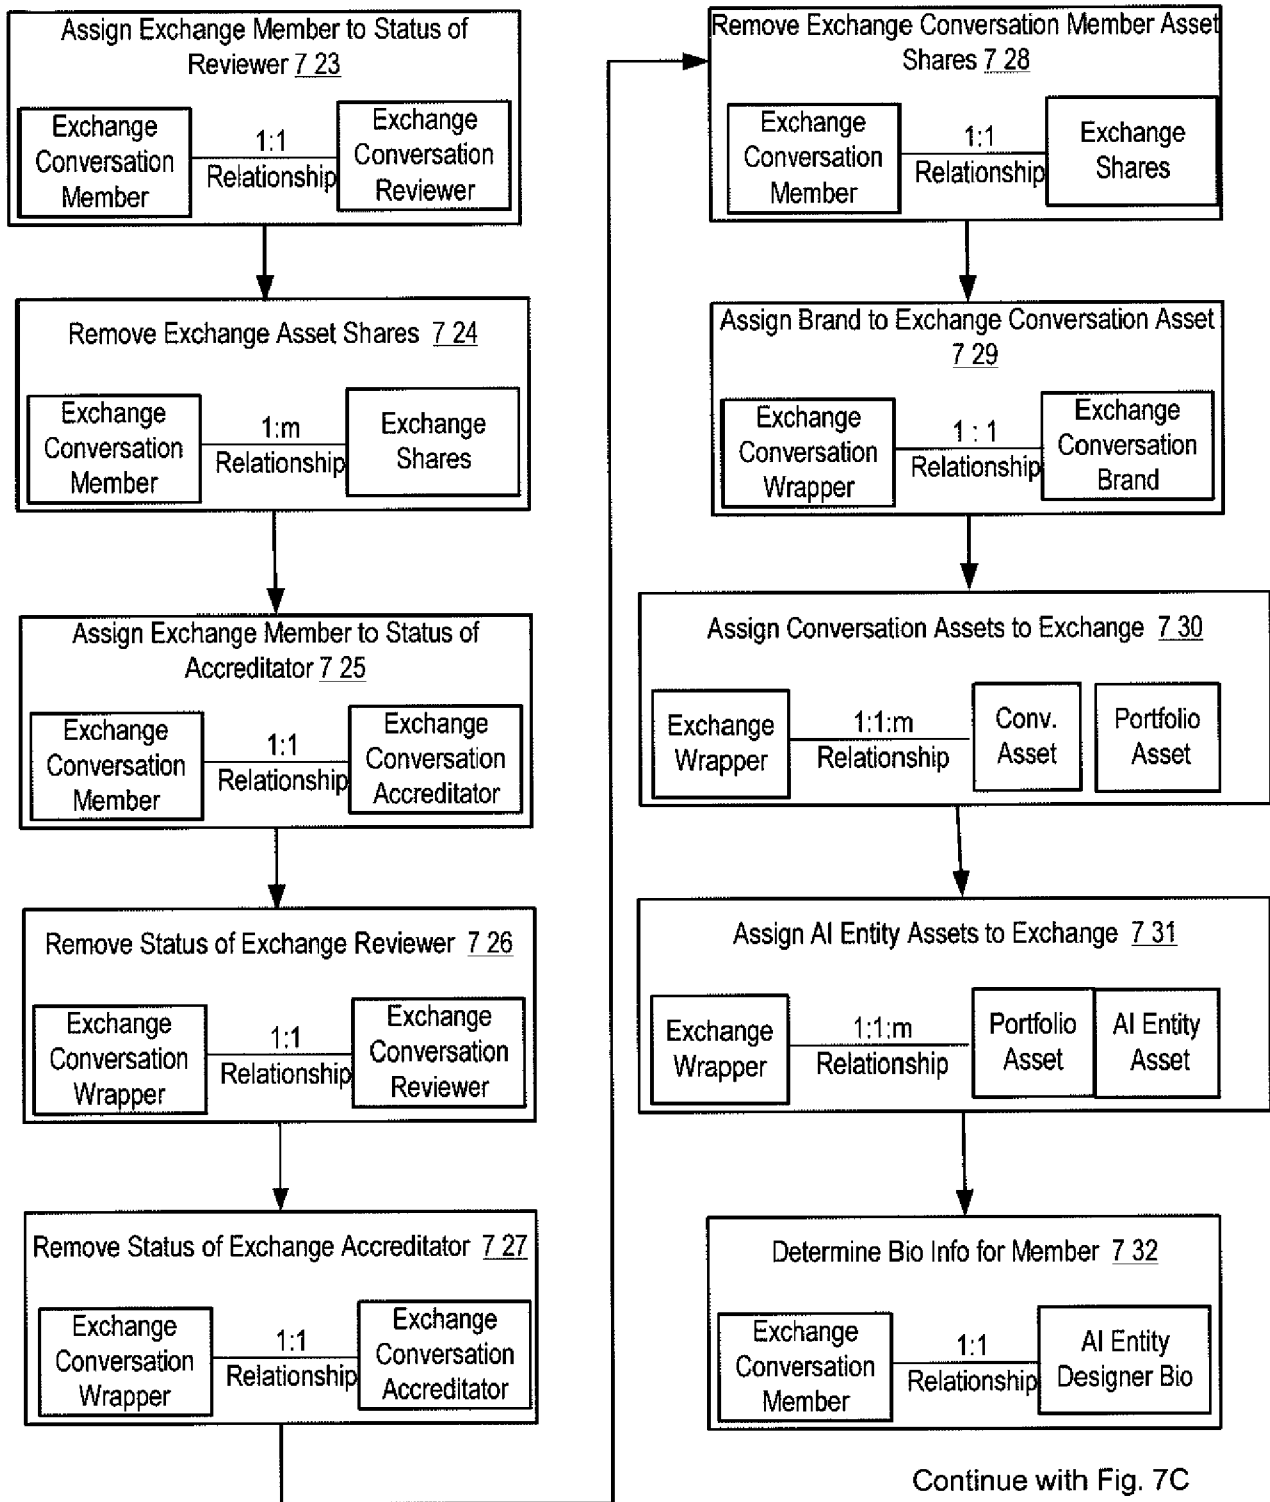 Assign Exchange Member to Status of
Reviewer 7 23
Exchange
Conversation
Member
1:1
Relationship
Exchange
Conversation
Reviewer
Remove Exchange Asset Shares 7 24
Exchange
Conversation
Member
1:m
Relationship
Exchange
Shares
Assign Exchange Member to Status of
Accreditator 7 25
Exchange
Conversation
Member
1:1
Relationship
Exchange
Conversation
Accreditator
Remove Status of Exchange Reviewer 7 26
Exchange
Conversation
Wrapper
1:1
Relationship
Exchange
Conversation
Reviewer
Remove Status of Exchange Accreditator 7 27
Exchange
Conversation
Wrapper
1:1
Relationship
Exchange
Conversation
Accreditator
Remove Exchange Conversation Member Asset
Shares 7 28
Exchange
Conversation
Member
1:1
Relationship
Exchange
Shares
Assign Brand to Exchange Conversation Asset
7 29
Exchange
Conversation
Wrapper
1 : 1
Relationship
Exchange
Conversation
Brand
Assign Conversation Assets to Exchange 7 30
Exchange
Wrapper
1:1:m
Relationship
Conv.
Asset
Portfolio
Asset
Assign AI Entity Assets to Exchange 7 31
Exchange
Wrapper
1:1:m
Relationship
Portfolio
Asset
AI Entity
Asset
Determine Bio Info for Member 7 32
Exchange
Conversation
Member
1:1
Relationship
AI Entity
Designer Bio
Continue with Fig. 7C